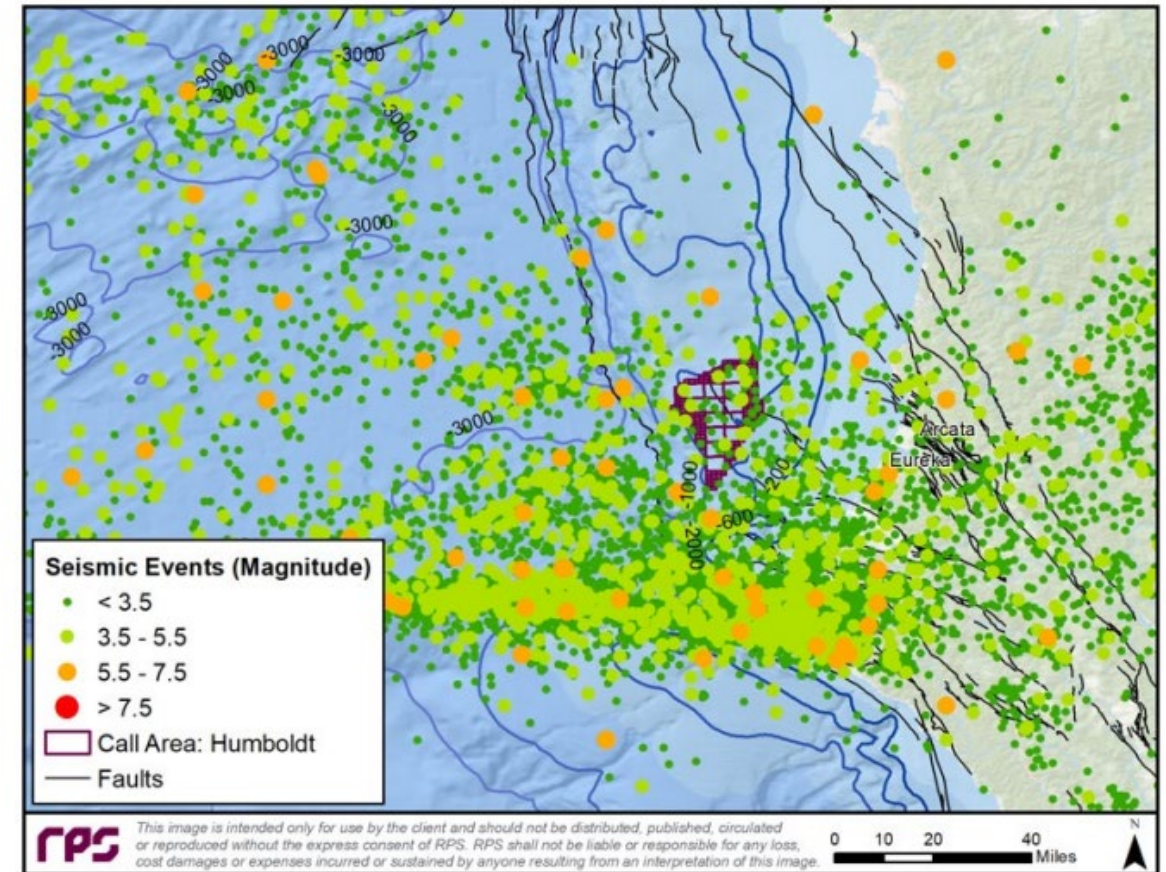 -3000
-3000
-3000
-3000
-3000
-3000
-3000
-3000
-3000
Arcata
Eureka
-200
-1000
-600
2000
Seismic Events (Magnitude)
< 3.5
3.5 - 5.5
5.5 - 7.5
> 7.5
Call Area: Humboldt
Faults
rps
This image is intended only for use by the client and should not be distributed, published, circulated
or reproduced without the express consent of RPS. RPS shall not be liable or responsible for any loss,
cost damages or expenses incurred or sustained by anyone resulting from an interpretation of this image.
0 10 20 40
Miles
N